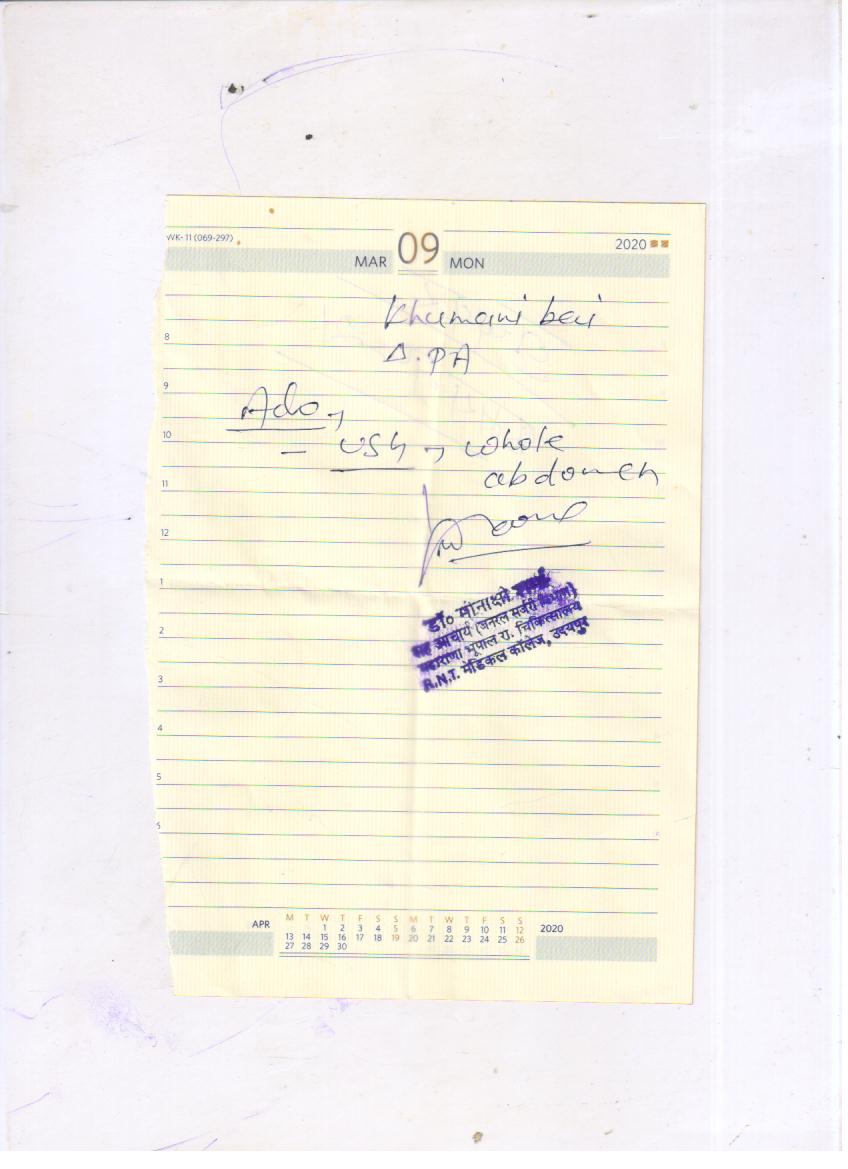 WK- 11 (069-297)
2020
MAR 09 MON
Khumani bai
Δ. PA
Adv,
- USG, whole
abdomen
डॉ० मीनाक्षी
सह आचार्य (जनरल सर्जरी विभाग)
महाराणा भूपाल रा. चिकित्सालय
R.N.T. मेडिकल कॉलेज, उदयपुर
8
9
10
11
12
1
2
3
4
5
APR
2020
M T W T F S S M T W T F S S
1 2 3 4 5 6 7 8 9 10 11 12
13 14 15 16 17 18 19 20 21 22 23 24 25 26
27 28 29 30